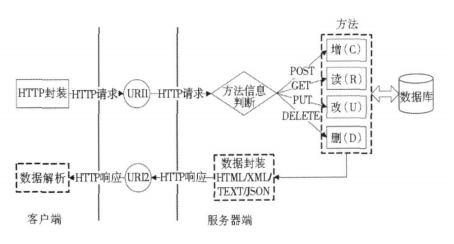 方法
增(C)
POST
GET
读(R)
HTTP封装
HTTP请求
URI1
HTTP请求
方法信息
判断
PUT
改(U)
数据库
DELETE
删(D)
数据解析
HTTP响应
URI2
HTTP响应
数据封装
HTML/XML/
TEXT/JSON
客户端
服务器端